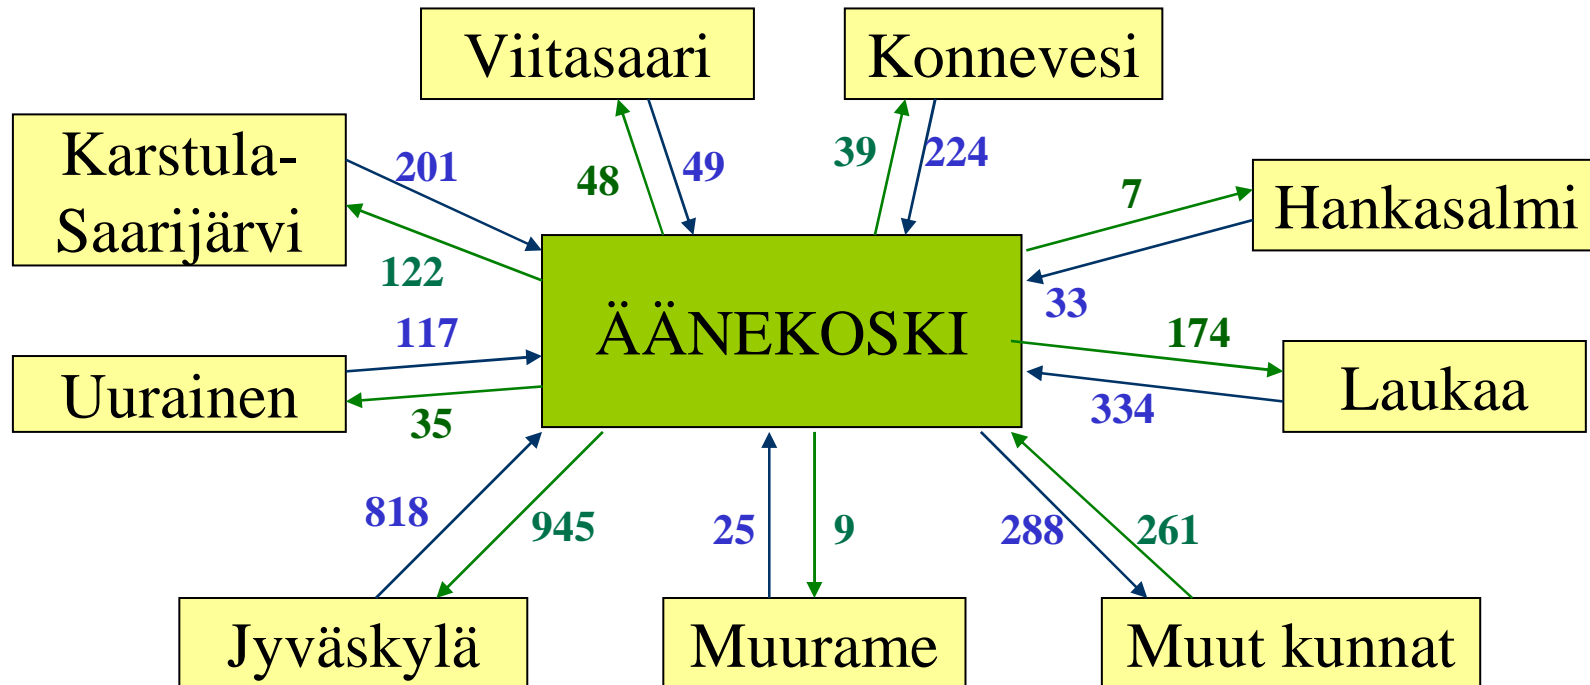 Viitasaari
Konnevesi
Karstula-
Saarijärvi
201
48
49
39
224
7
Hankasalmi
122
33
ÄÄNEKOSKI
117
174
Uurainen
35
334
Laukaa
818
945
25
9
288
261
Jyväskylä
Muurame
Muut kunnat